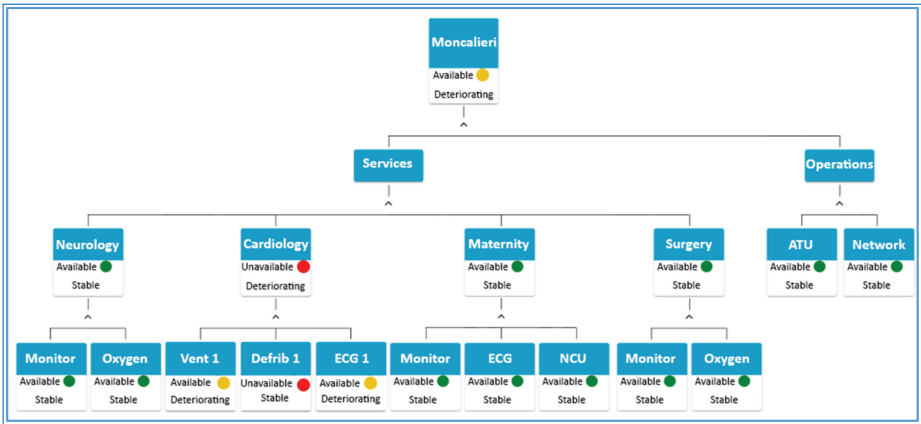 Moncalieri
Available
Deteriorating
Services
Operations
Neurology
Available
Stable
Cardiology
Unavailable
Deteriorating
Maternity
Available
Stable
Surgery
Available
Stable
ATU
Available
Stable
Network
Available
Stable
Monitor
Available
Stable
Oxygen
Available
Stable
Vent 1
Available
Deteriorating
Defrib 1
Unavailable
Stable
ECG 1
Available
Deteriorating
Monitor
Available
Stable
ECG
Available
Stable
NCU
Available
Stable
Monitor
Available
Stable
Oxygen
Available
Stable